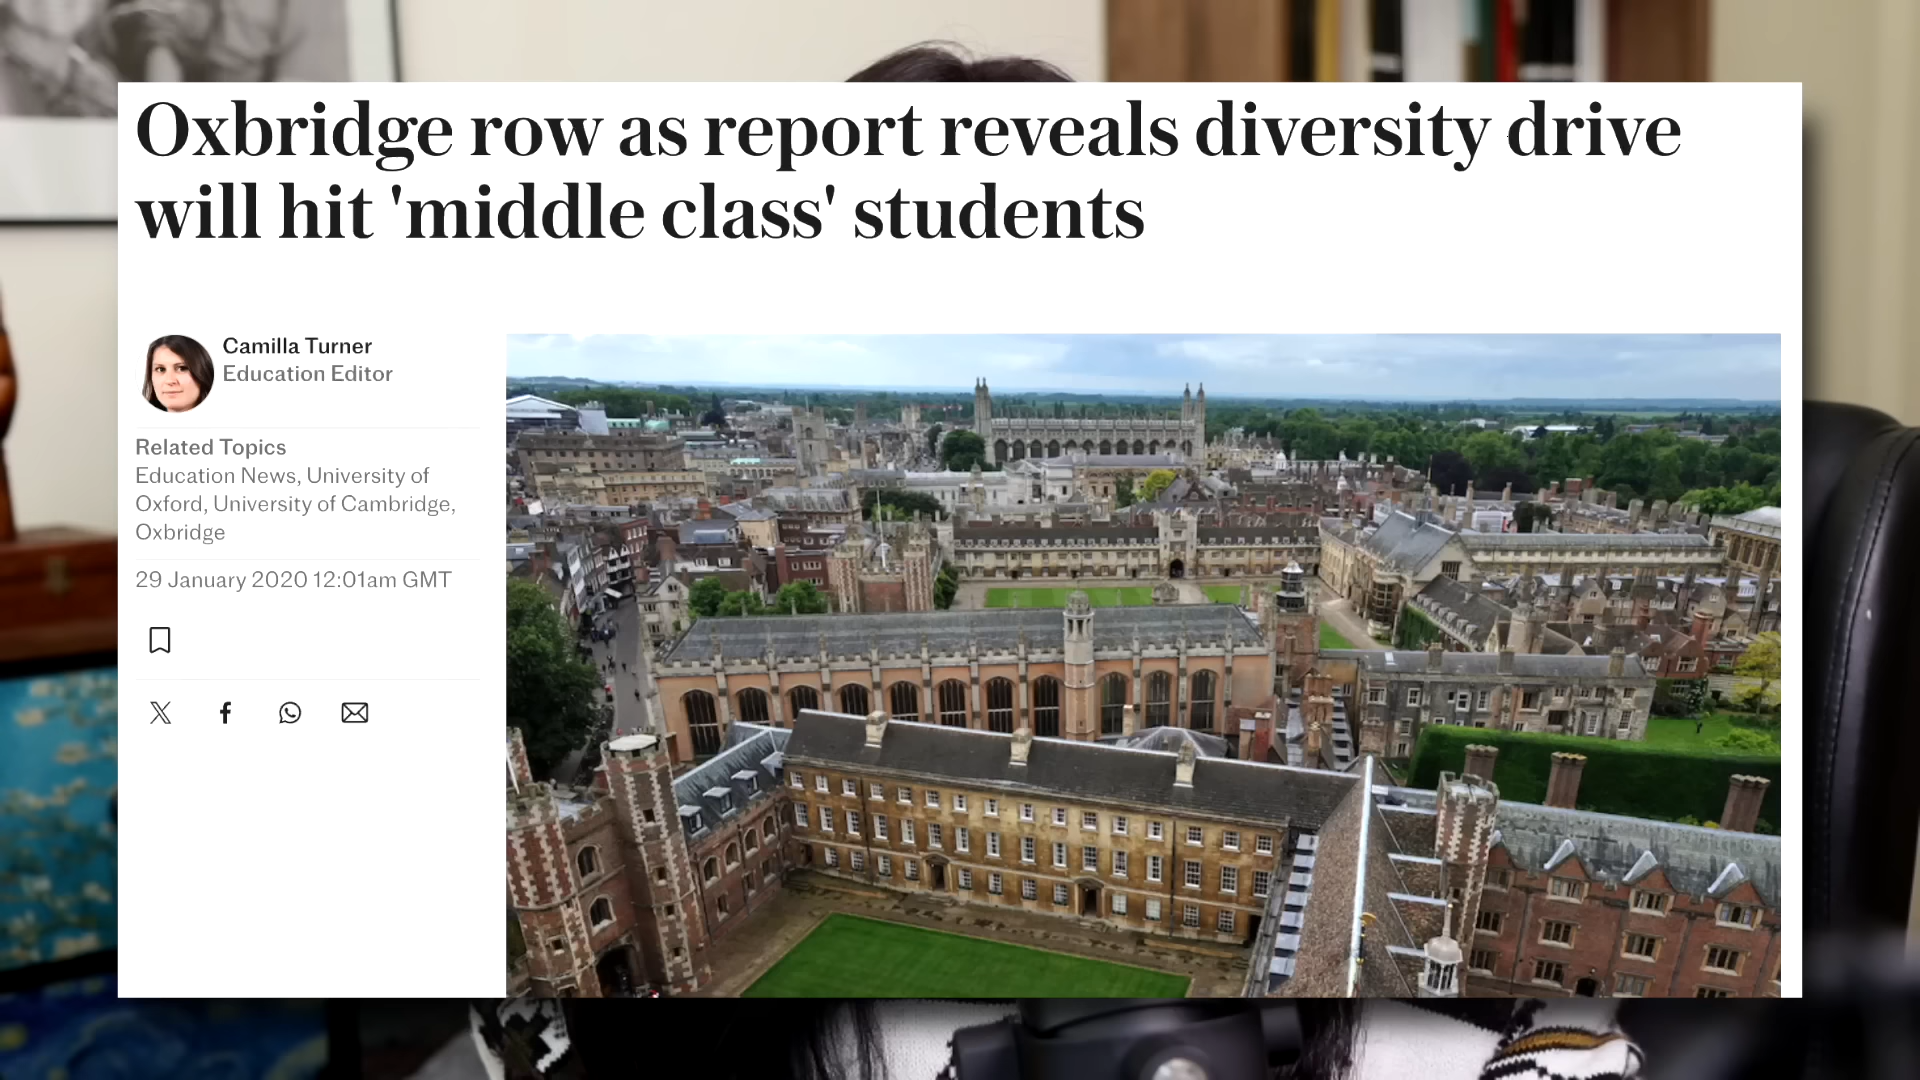 Oxbridge row as report reveals diversity drive
will hit 'middle class' students
Camilla Turner
Education Editor
Related Topics
Education News, University of
Oxford, University of Cambridge,
Oxbridge
29 January 2020 12:01am GMT